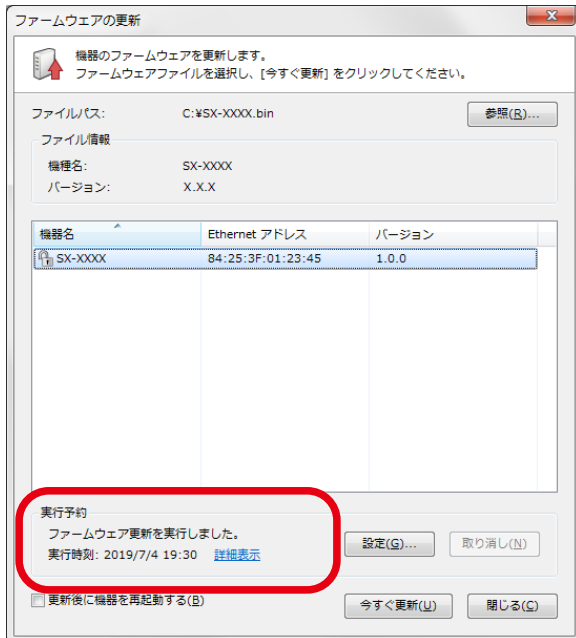 ファームウェアの更新
機器のファームウェアを更新します。
ファームウェアファイルを選択し、[今すぐ更新] をクリックしてください。
ファイルパス: C:¥SX-XXXX.bin 参照(R)...
ファイル情報
機種名: SX-XXXX
バージョン: X.X.X
機器名 Ethernet アドレス バージョン
SX-XXXX 84:25:3F:01:23:45 1.0.0
実行予約
ファームウェア更新を実行しました。
実行時刻: 2019/7/4 19:30 詳細表示
設定(G)... 取り消し(N)
更新後に機器を再起動する(B)
今すぐ更新(U) 閉じる(C)